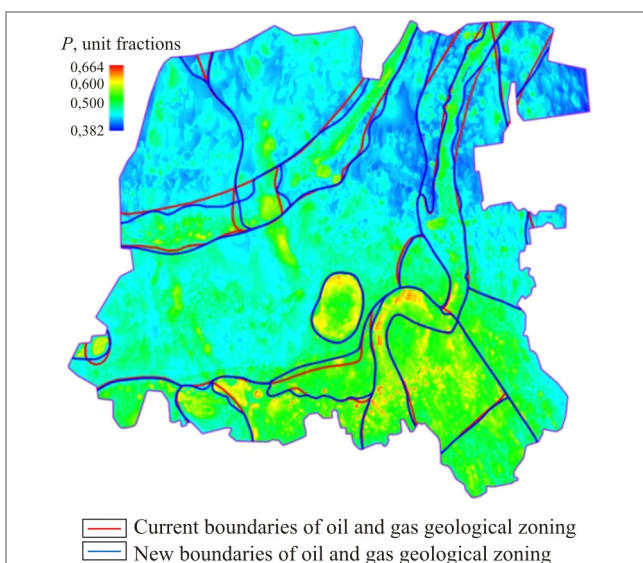 P, unit fractions
0,664
0,600
0,500
0,382
Current boundaries of oil and gas geological zoning
New boundaries of oil and gas geological zoning